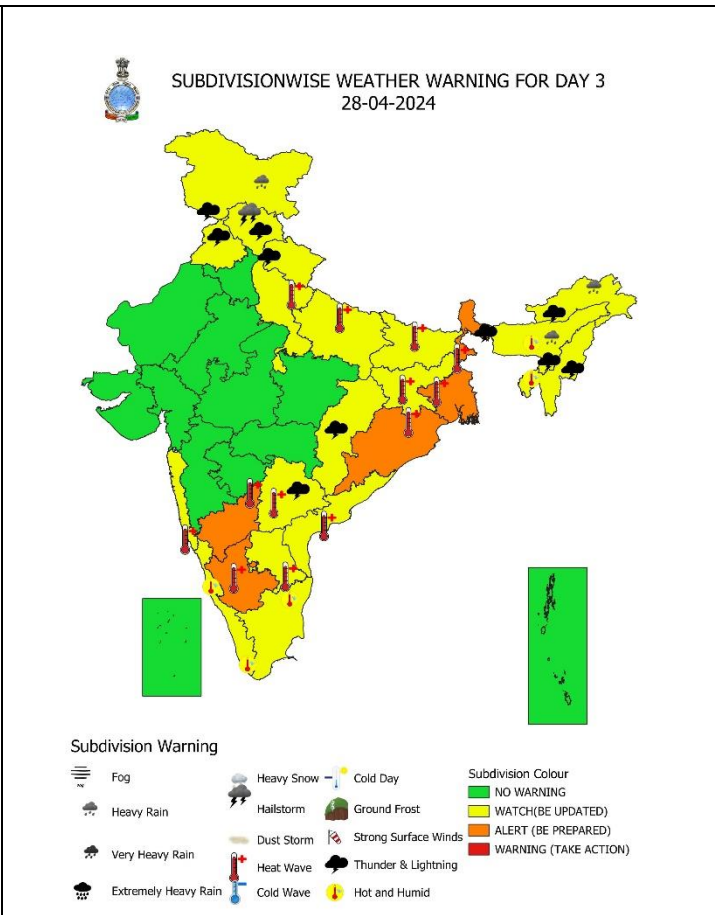 SUBDIVISIONWISE WEATHER WARNING FOR DAY 3
28-04-2024
Subdivision Warning
Fog
Heavy Rain
Very Heavy Rain
Extremely Heavy Rain
Heavy Snow
Hailstorm
Dust Storm
Heat Wave
Cold Wave
Cold Day
Ground Frost
Strong Surface Winds
Thunder & Lightning
Hot and Humid
Subdivision Colour
NO WARNING
WATCH(BE UPDATED)
ALERT (BE PREPARED)
WARNING (TAKE ACTION)